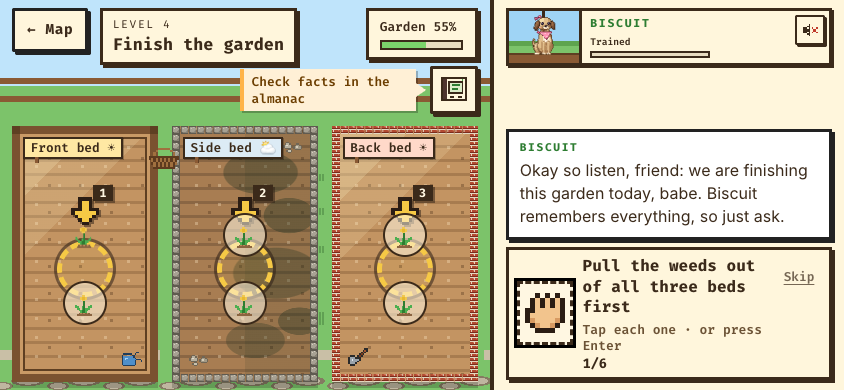 ← Map
LEVEL 4
Finish the garden
Garden 55%
Check facts in the
almanac
Front bed ☀
Side bed ⛅
Back bed ☀
1
2
3
BISCUIT
Trained
BISCUIT
Okay so listen, friend: we are finishing
this garden today, babe. Biscuit
remembers everything, so just ask.
Pull the weeds out
of all three beds
first
Skip
Tap each one · or press
Enter
1/6